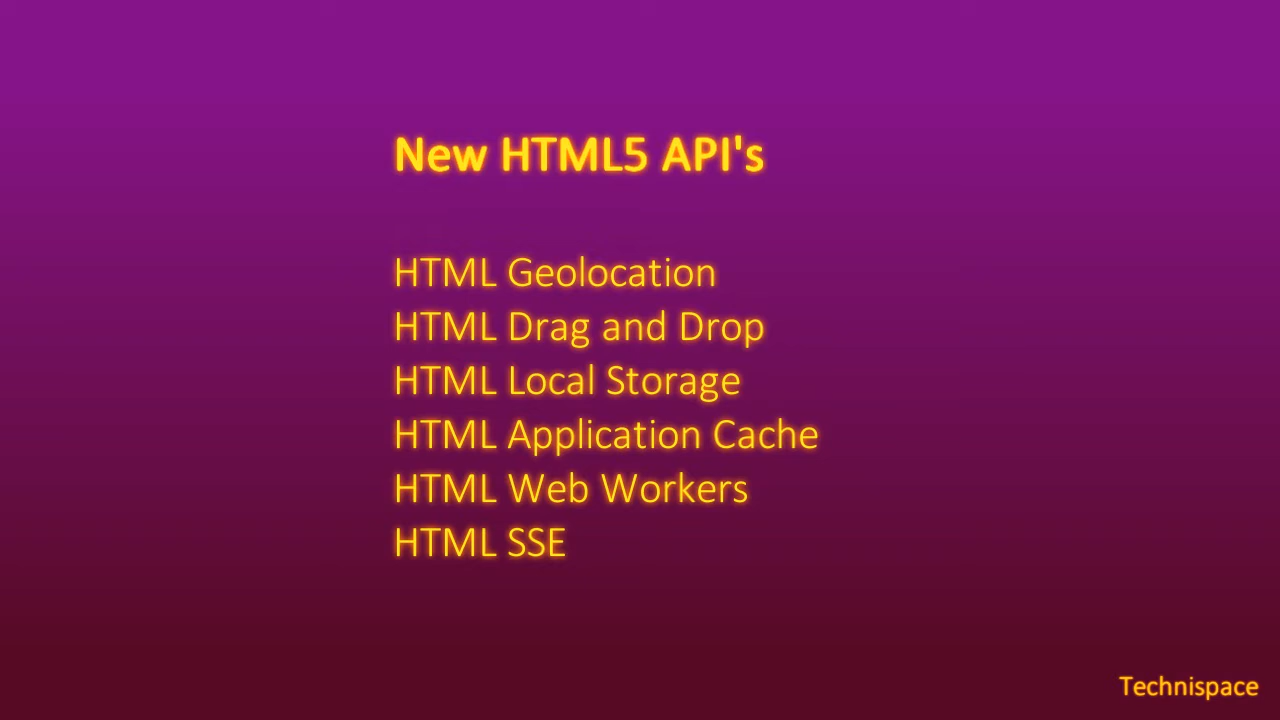 New HTML5 API's
HTML Geolocation
HTML Drag and Drop
HTML Local Storage
HTML Application Cache
HTML Web Workers
HTML SSE
Technispace